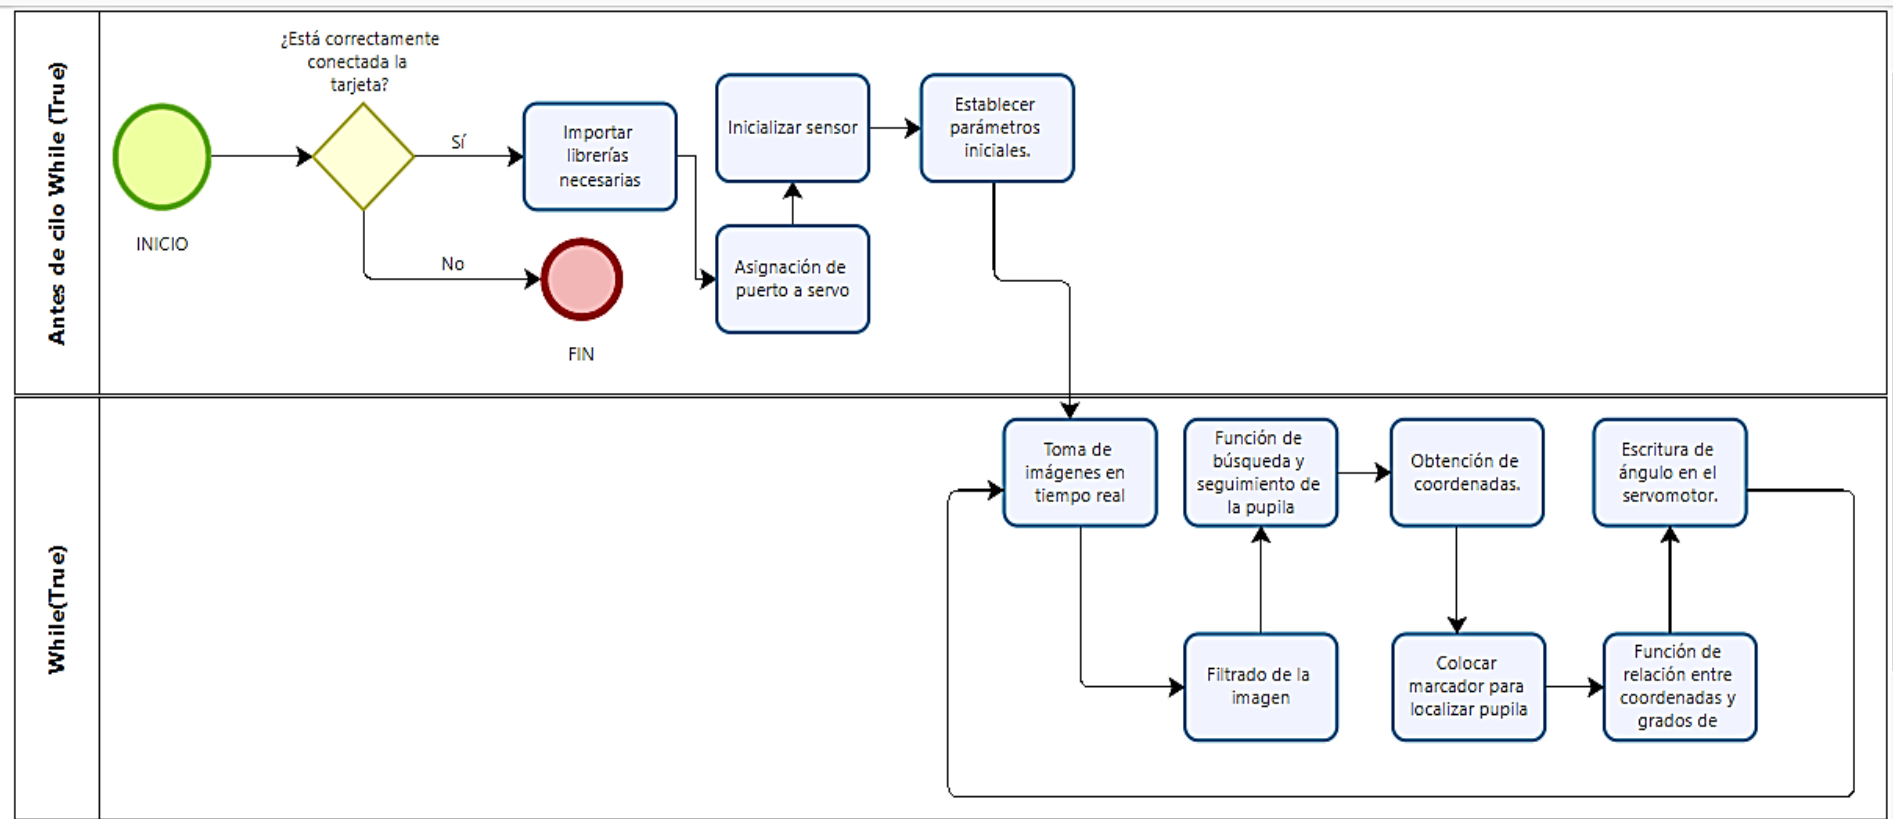 Antes de cilo While (True)
¿Está correctamente
conectada la
tarjeta?
INICIO
Sí
No
FIN
Importar
librerías
necesarias
Asignación de
puerto a servo
Inicializar sensor
Establecer
parámetros
iniciales.
While(True)
Toma de
imágenes en
tiempo real
Filtrado de la
imagen
Función de
búsqueda y
seguimiento de
la pupila
Obtención de
coordenadas.
Colocar
marcador para
localizar pupila
Función de
relación entre
coordenadas y
grados de
Escritura de
ángulo en el
servomotor.